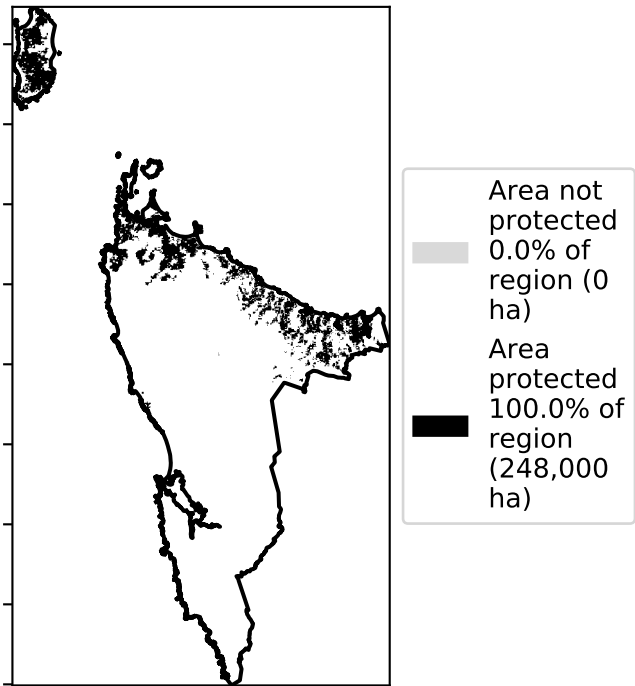 Area not
protected
0.0% of
region (0
ha)
Area
protected
100.0% of
region
(248,000
ha)